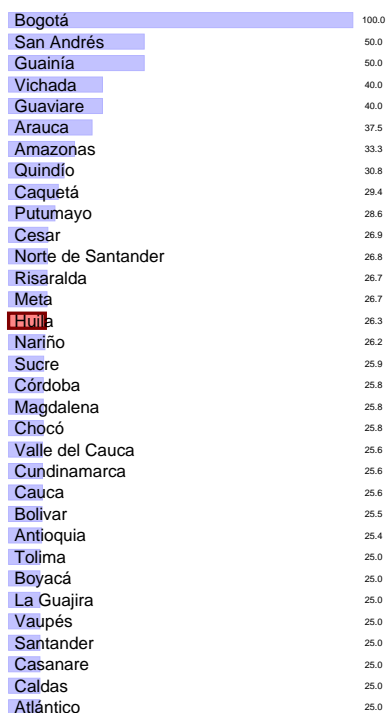 Bogotá 100.0
San Andrés 50.0
Guainía 50.0
Vichada 40.0
Guaviare 40.0
Arauca 37.5
Amazonas 33.3
Quindío 30.8
Caquetá 29.4
Putumayo 28.6
Cesar 26.9
Norte de Santander 26.8
Risaralda 26.7
Meta 26.7
Huila 26.3
Nariño 26.2
Sucre 25.9
Córdoba 25.8
Magdalena 25.8
Chocó 25.8
Valle del Cauca 25.6
Cundinamarca 25.6
Cauca 25.6
Bolivar 25.5
Antioquia 25.4
Tolima 25.0
Boyacá 25.0
La Guajira 25.0
Vaupés 25.0
Santander 25.0
Casanare 25.0
Caldas 25.0
Atlántico 25.0